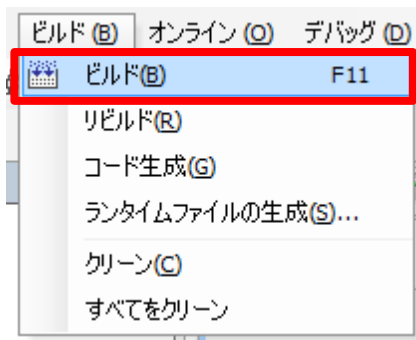 ビルド(B) オンライン(O) デバッグ(D)
ビルド(B) F11
リビルド(R)
コード生成(G)
ランタイムファイルの生成(S)...
クリーン(C)
すべてをクリーン